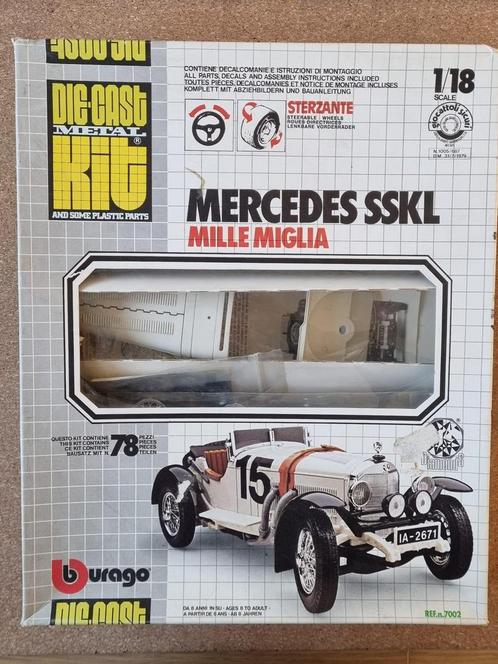 DIE-CAST
METAL
Kit®
AND SOME PLASTIC PARTS
CONTIENE DECALCOMANIE E ISTRUZIONI DI MONTAGGIO
ALL PARTS, DECALS AND ASSEMBLY INSTRUCTIONS INCLUDED
TOUTES PIÈCES, DECALCOMANIES ET NOTICE DE MONTAGE INCLUSES
KOMPLETT MIT ABZIEHBILDERN UND BAUANLEITUNG
STERZANTE
STEERABLE WHEELS
ROUES DIRECTRICES
LENKBARE VORDERRÄDER
1/18
SCALE
giocattoli sicuri
MERCEDES SSKL
MILLE MIGLIA
QUESTO KIT CONTIENE
THIS KIT CONTAINS
CE KIT CONTIENT
BAUSATZ MIT N.
78
PEZZI
PIECES
PIECES
TEILEN
15
IA-2671
burago
DA 8 ANNI IN SU - AGES 8 TO ADULT -
A PARTIR DE 8 ANS - AB 8 JAHREN
REF.n.7002
DIE-CAST